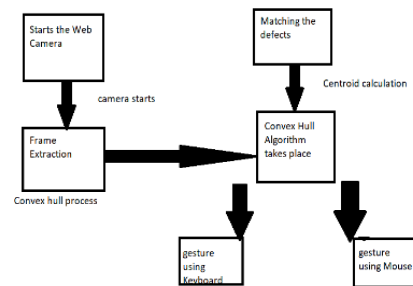 Starts the Web
Camera
Matching the
defects
camera starts
Centroid calculation
Frame
Extraction
Convex Hull
Algorithm
takes place
Convex hull process
gesture
using
Keyboard
gesture
using Mouse